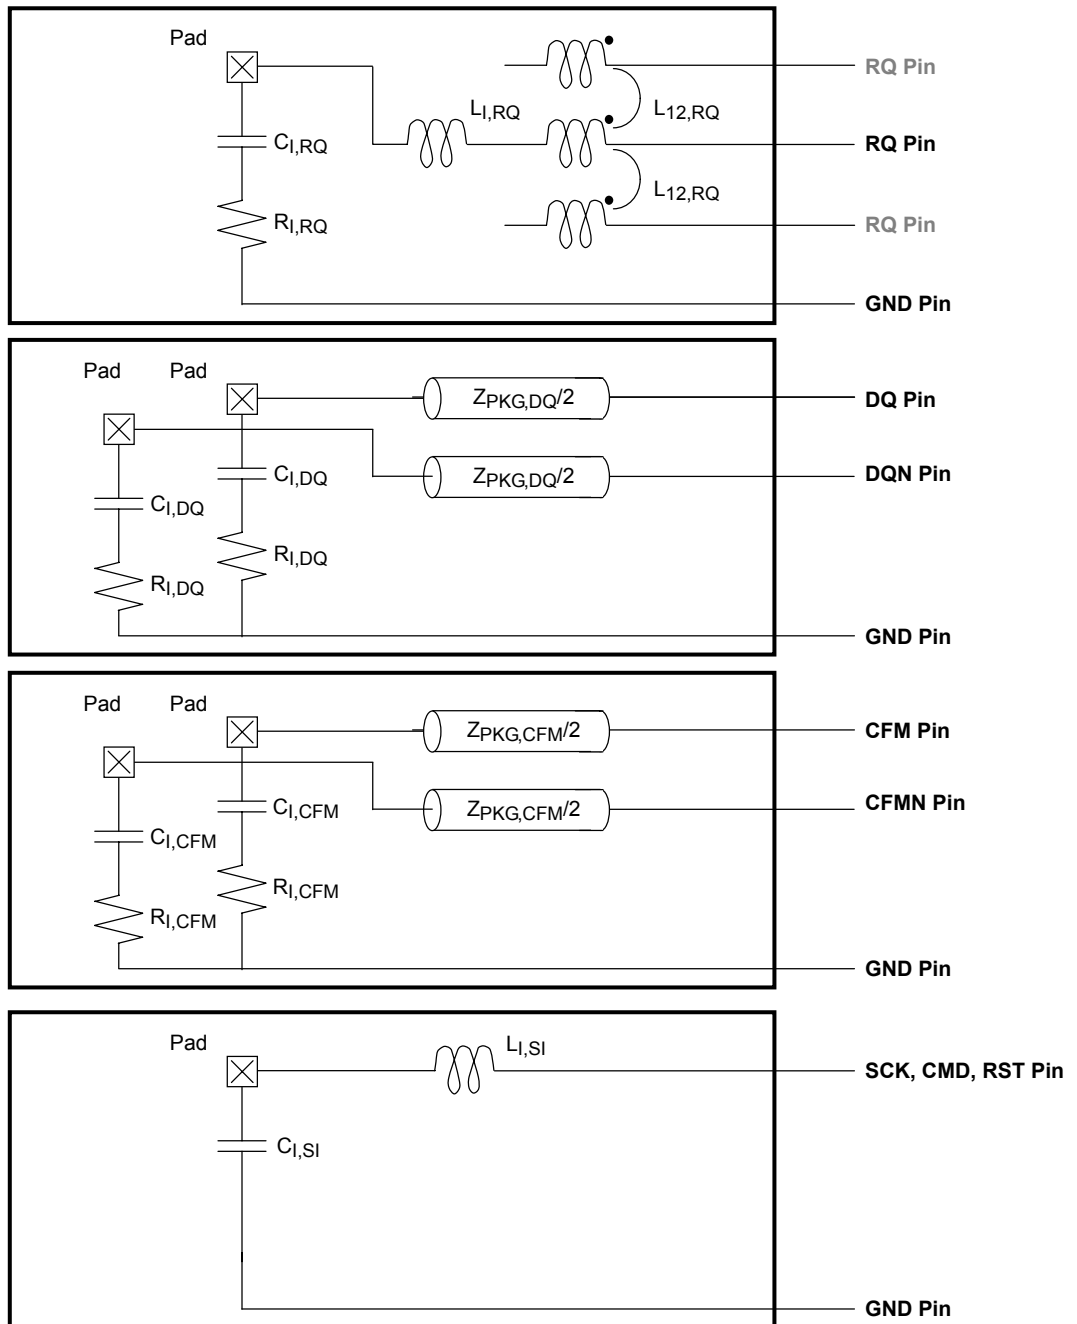 Pad
RQ Pin
LI,RQ
L12,RQ
CI,RQ
RQ Pin
L12,RQ
RI,RQ
RQ Pin
GND Pin
Pad Pad
ZPKG,DQ/2
DQ Pin
CI,DQ
ZPKG,DQ/2
DQN Pin
CI,DQ
RI,DQ
RI,DQ
GND Pin
Pad Pad
ZPKG,CFM/2
CFM Pin
CI,CFM
ZPKG,CFM/2
CFMN Pin
CI,CFM
RI,CFM
RI,CFM
GND Pin
Pad
LI,SI
SCK, CMD, RST Pin
CI,SI
GND Pin